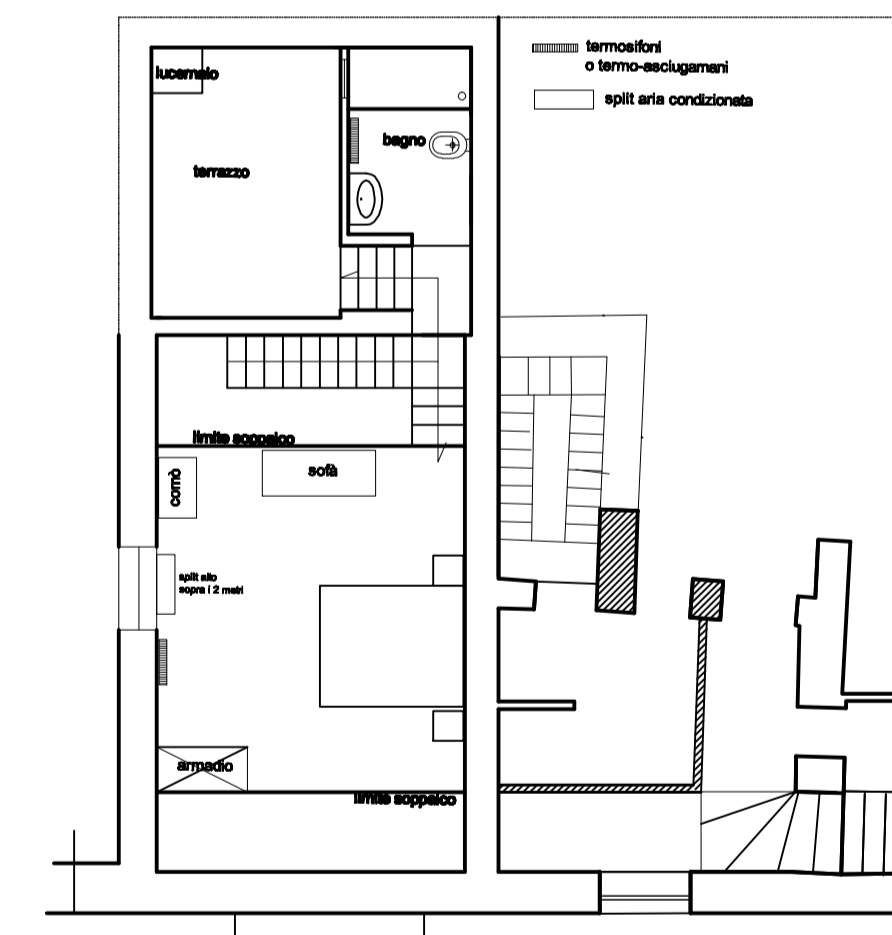 termosifoni
o termo-asciugamani
split aria condizionata
lucernaio
bagno
terrazzo
limite soppalco
sofà
comò
split alto
sopra i 2 metri
armadio
limite soppalco